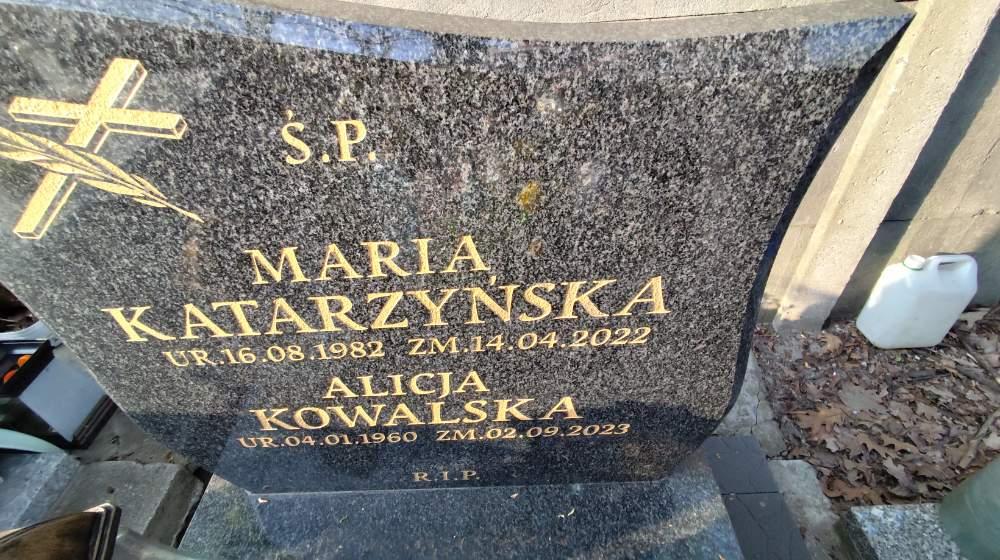 Ś.P.
MARIA
KATARZYŃSKA
UR.16.08.1982 ZM.14.04.2022
ALICJA
KOWALSKA
UR.04.01.1960 ZM.02.09.2023
R.I.P.